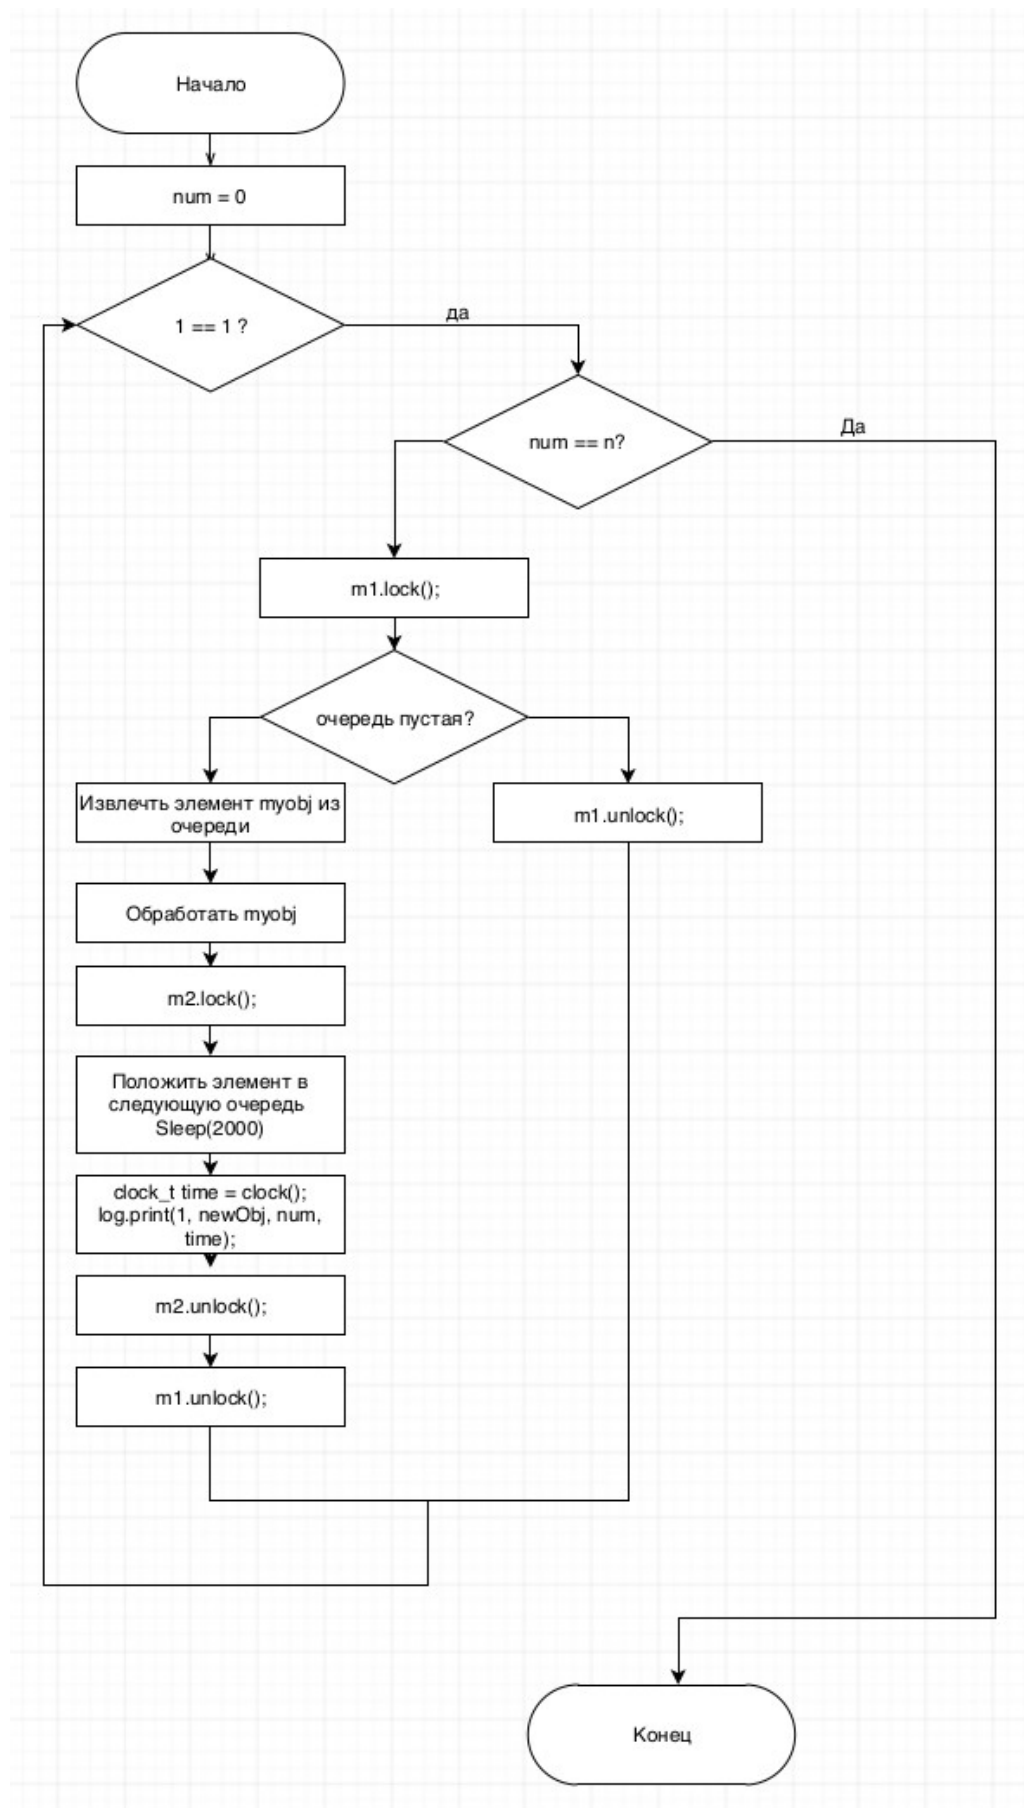 Начало
num = 0
1 == 1 ?
да
num == n?
Да
m1.lock();
очередь пустая?
Извлечть элемент myobj из
очереди
m1.unlock();
Обработать myobj
m2.lock();
Положить элемент в
следующую очередь
Sleep(2000)
clock_t time = clock();
log.print(1, newObj, num,
time);
m2.unlock();
m1.unlock();
Конец